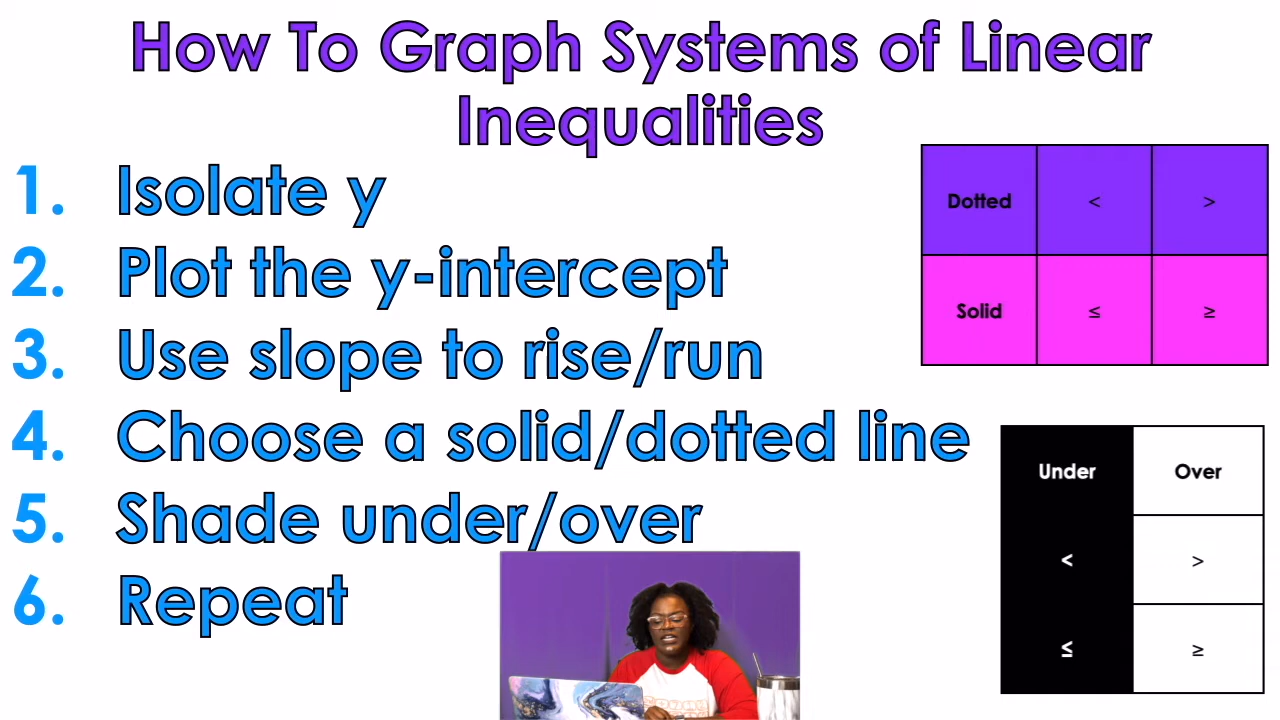 How To Graph Systems of Linear
Inequalities
1. Isolate y
2. Plot the y-intercept
3. Use slope to rise/run
4. Choose a solid/dotted line
5. Shade under/over
6. Repeat
Dotted < >
Solid ≤ ≥
Under Over
< >
≤ ≥